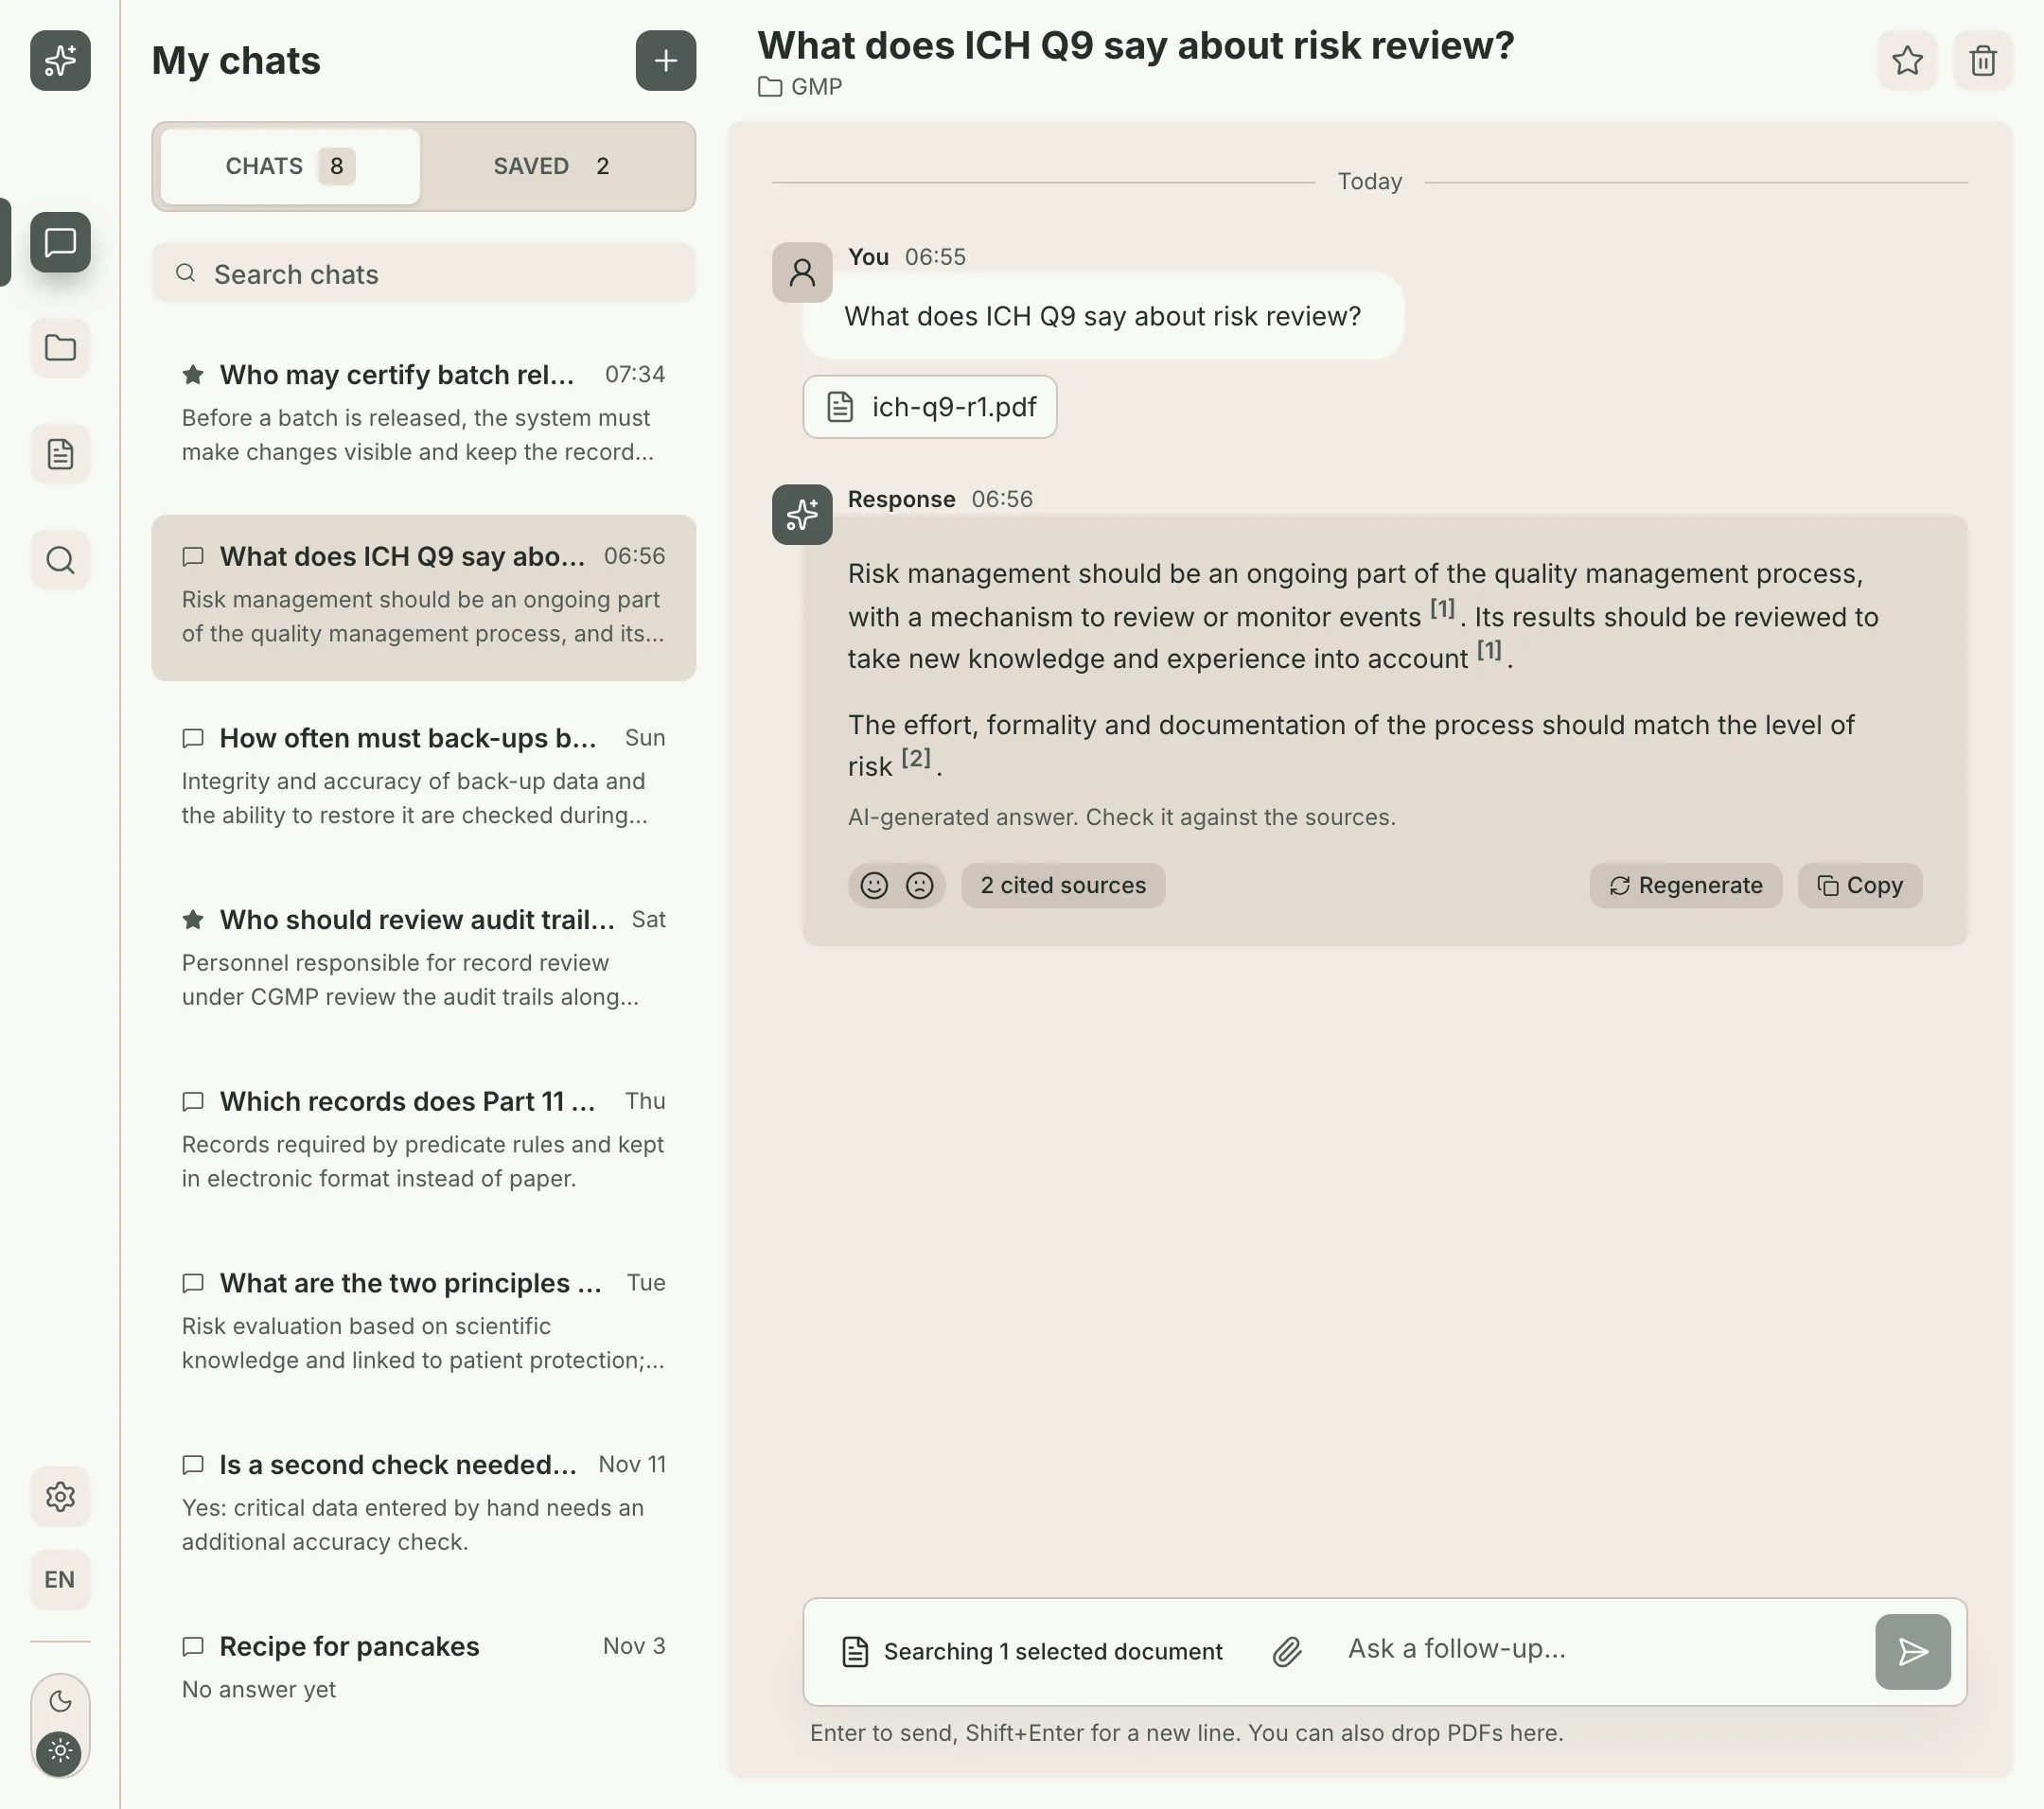 My chats
CHATS 8
SAVED 2
Search chats
Who may certify batch rel... 07:34
Before a batch is released, the system must
make changes visible and keep the record...
What does ICH Q9 say abo... 06:56
Risk management should be an ongoing part
of the quality management process, and its...
How often must back-ups b... Sun
Integrity and accuracy of back-up data and
the ability to restore it are checked during...
Who should review audit trail... Sat
Personnel responsible for record review
under CGMP review the audit trails along...
Which records does Part 11 ... Thu
Records required by predicate rules and kept
in electronic format instead of paper.
What are the two principles ... Tue
Risk evaluation based on scientific
knowledge and linked to patient protection;...
Is a second check needed... Nov 11
Yes: critical data entered by hand needs an
additional accuracy check.
Recipe for pancakes Nov 3
No answer yet
EN
What does ICH Q9 say about risk review?
GMP
Today
You 06:55
What does ICH Q9 say about risk review?
ich-q9-r1.pdf
Response 06:56
Risk management should be an ongoing part of the quality management process,
with a mechanism to review or monitor events [1]. Its results should be reviewed to
take new knowledge and experience into account [1].
The effort, formality and documentation of the process should match the level of
risk [2].
AI-generated answer. Check it against the sources.
2 cited sources
Regenerate
Copy
Searching 1 selected document
Ask a follow-up...
Enter to send, Shift+Enter for a new line. You can also drop PDFs here.